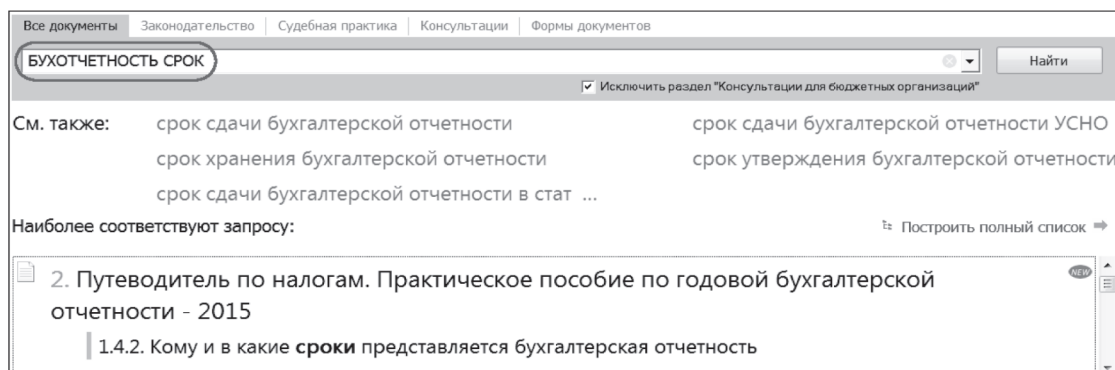 Все документы Законодательство Судебная практика Консультации Формы документов
БУХОТЧЕТНОСТЬ СРОК Найти
Исключить раздел "Консультации для бюджетных организаций"
См. также: срок сдачи бухгалтерской отчетности срок сдачи бухгалтерской отчетности УСНО
срок хранения бухгалтерской отчетности срок утверждения бухгалтерской отчетности
срок сдачи бухгалтерской отчетности в стат ...
Наиболее соответствуют запросу: Построить полный список
2. Путеводитель по налогам. Практическое пособие по годовой бухгалтерской NEW
отчетности - 2015
1.4.2. Кому и в какие сроки представляется бухгалтерская отчетность